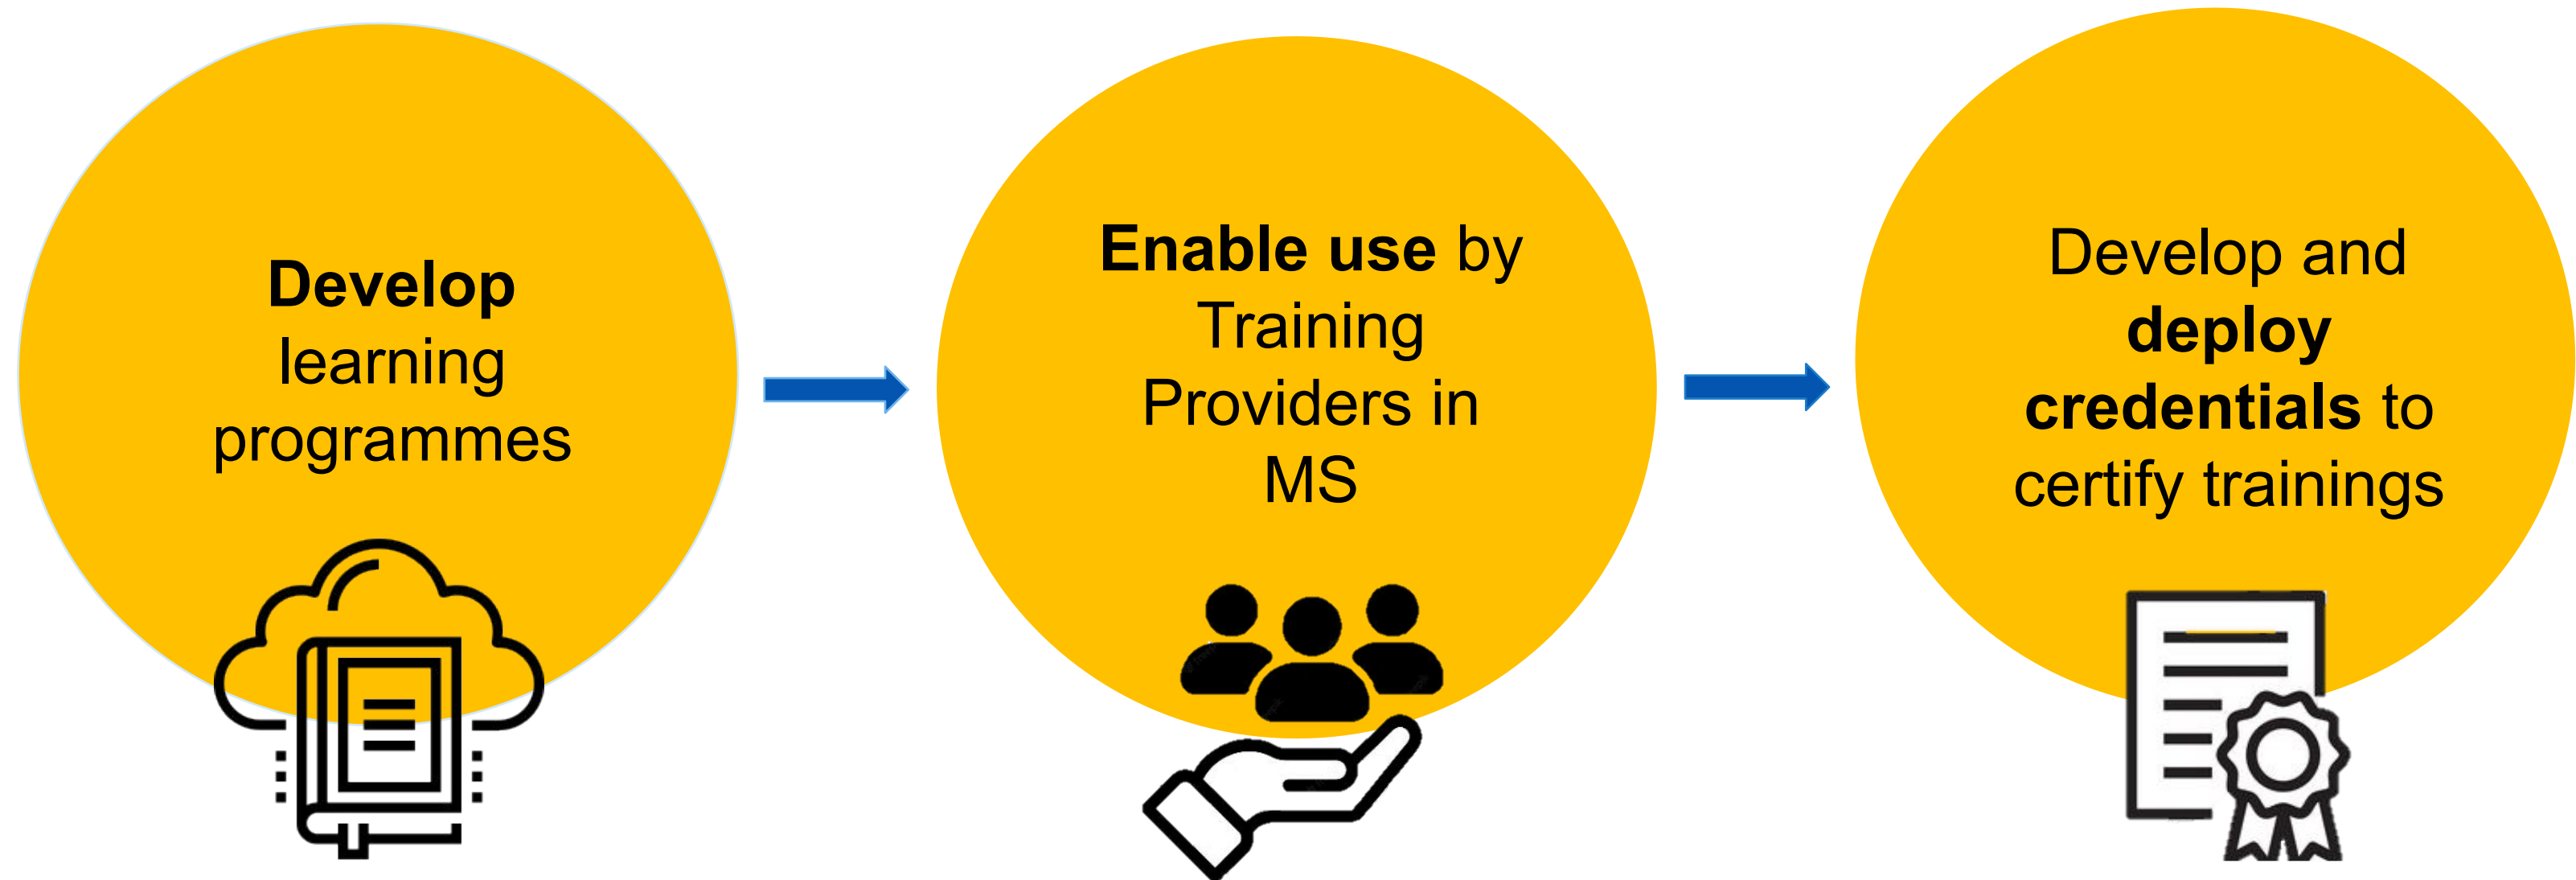 Develop
learning
programmes
Enable use by
Training
Providers in
MS
Develop and
deploy
credentials to
certify trainings